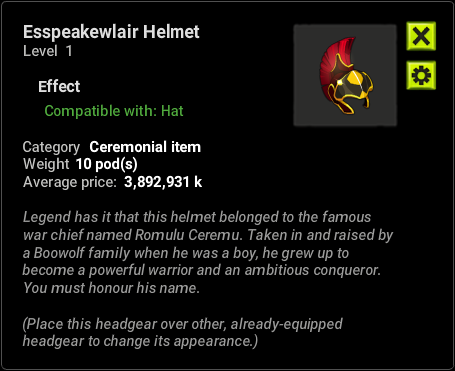 Esspeakewlair Helmet
Level 1
Effect
Compatible with: Hat
Category Ceremonial item
Weight 10 pod(s)
Average price: 3,892,931 k
Legend has it that this helmet belonged to the famous
war chief named Romulu Ceremu. Taken in and raised by
a Boowolf family when he was a boy, he grew up to
become a powerful warrior and an ambitious conqueror.
You must honour his name.
(Place this headgear over other, already-equipped
headgear to change its appearance.)